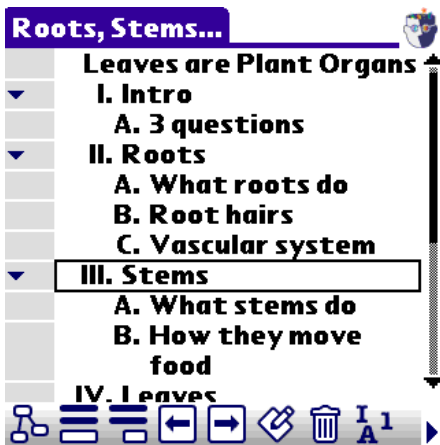 Roots, Stems...
Leaves are Plant Organs
I. Intro
A. 3 questions
II. Roots
A. What roots do
B. Root hairs
C. Vascular system
III. Stems
A. What stems do
B. How they move
food
IV. Leaves
I
A 1